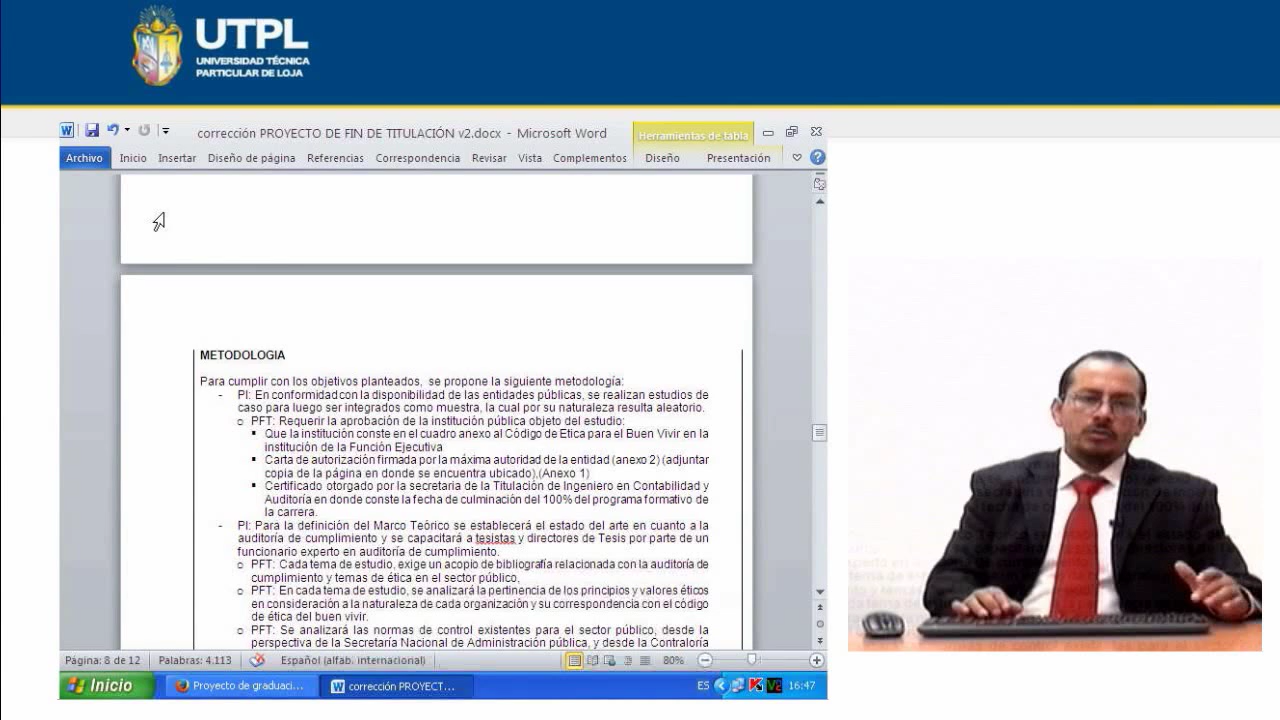 UTPL
UNIVERSIDAD TÉCNICA
PARTICULAR DE LOJA
corrección PROYECTO DE FIN DE TITULACIÓN v2.docx - Microsoft Word
Herramientas de tabla
Archivo Inicio Insertar Diseño de página Referencias Correspondencia Revisar Vista Complementos Diseño Presentación
METODOLOGIA
Para cumplir con los objetivos planteados, se propone la siguiente metodología:
- PI: En conformidad con la disponibilidad de las entidades públicas, se realizan estudios de
caso para luego ser integrados como muestra, la cual por su naturaleza resulta aleatorio.
o PFT: Requerir la aprobación de la institución pública objeto del estudio:
▪ Que la institución conste en el cuadro anexo al Código de Etica para el Buen Vivir en la
institución de la Función Ejecutiva
▪ Carta de autorización firmada por la máxima autoridad de la entidad (anexo 2) (adjuntar
copia de la página en donde se encuentra ubicado),(Anexo 1)
▪ Certificado otorgado por la secretaria de la Titulación de Ingeniero en Contabilidad y
Auditoría en donde conste la fecha de culminación del 100% del programa formativo de
la carrera.
- PI: Para la definición del Marco Teórico se establecerá el estado del arte en cuanto a la
auditoría de cumplimiento y se capacitará a tesistas y directores de Tesis por parte de un
funcionario experto en auditoría de cumplimiento.
o PFT: Cada tema de estudio, exige un acopio de bibliografía relacionada con la auditoría de
cumplimiento y temas de ética en el sector público,
o PFT: En cada tema de estudio, se analizará la pertinencia de los principios y valores éticos
en consideración a la naturaleza de cada organización y su correspondencia con el código
de ética del buen vivir.
o PFT: Se analizará las normas de control existentes para el sector público, desde la
perspectiva de la Secretaría Nacional de Administración pública, y desde la Contraloría
Página: 8 de 12 Palabras: 4.113 Español (alfab. internacional) 80%
Inicio Proyecto de graduaci... corrección PROYECT... ES 16:47